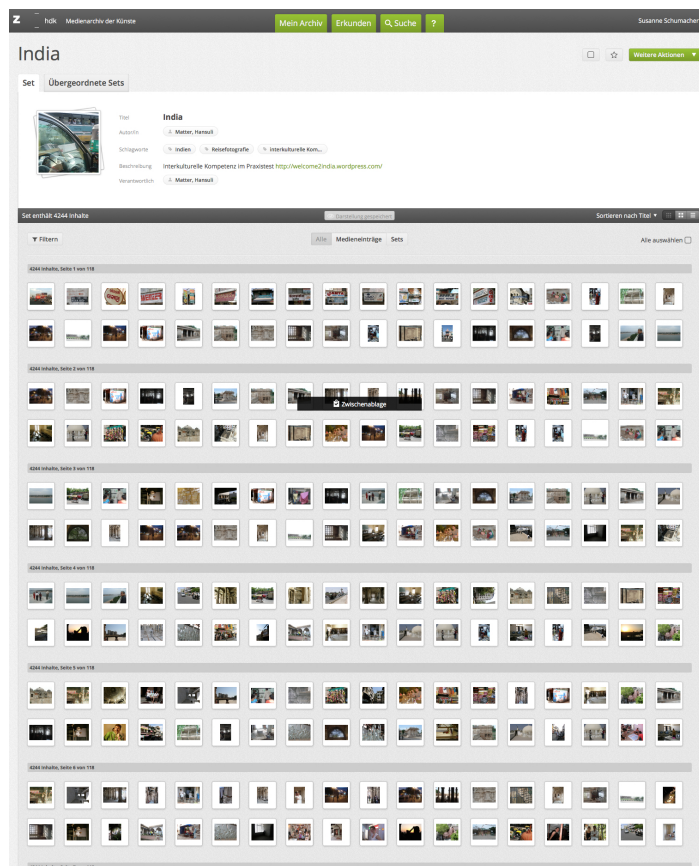 Z hdk Medienarchiv der Künste Mein Archiv Erkunden Suche ? Susanne Schumacher
India Weitere Aktionen
Set Übergeordnete Sets
Titel India
Autor/in Matter, Hansuli
Schlagworte Indien Reisefotografie Interkulturelle Kom...
Beschreibung Interkulturelle Kompetenz im Praxistest http://welcome2india.wordpress.com/
Verantwortlich Matter, Hansuli
Set enthält 4244 Inhalte Darstellung gespeichert Sortieren nach Titel
Filtern Alle Medieneinträge Sets Alle auswählen
4244 Inhalte, Seite 1 von 118
4244 Inhalte, Seite 2 von 118
Zwischenablage
4244 Inhalte, Seite 3 von 118
4244 Inhalte, Seite 4 von 118
4244 Inhalte, Seite 5 von 118
4244 Inhalte, Seite 6 von 118